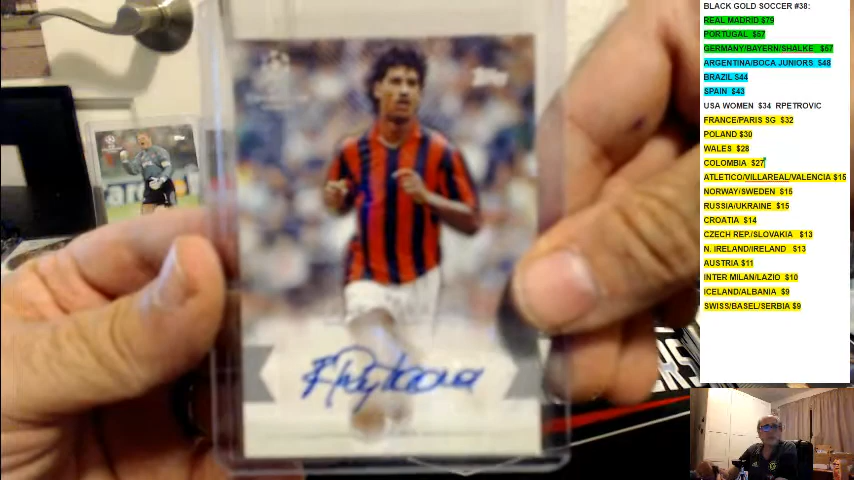 BLACK GOLD SOCCER #38:
REAL MADRID $79
PORTUGAL $67
GERMANY/BAYERN/SHALKE $67
ARGENTINA/BOCA JUNIORS $48
BRAZIL $44
SPAIN $43
USA WOMEN $34 RPETROVIC
FRANCE/PARIS SG $32
POLAND $30
WALES $28
COLOMBIA $27
ATLETICO/VILLAREAL/VALENCIA $15
NORWAY/SWEDEN $16
RUSSIA/UKRAINE $15
CROATIA $14
CZECH REP./SLOVAKIA $13
N. IRELAND/IRELAND $13
AUSTRIA $11
INTER MILAN/LAZIO $10
ICELAND/ALBANIA $9
SWISS/BASEL/SERBIA $9
Topps